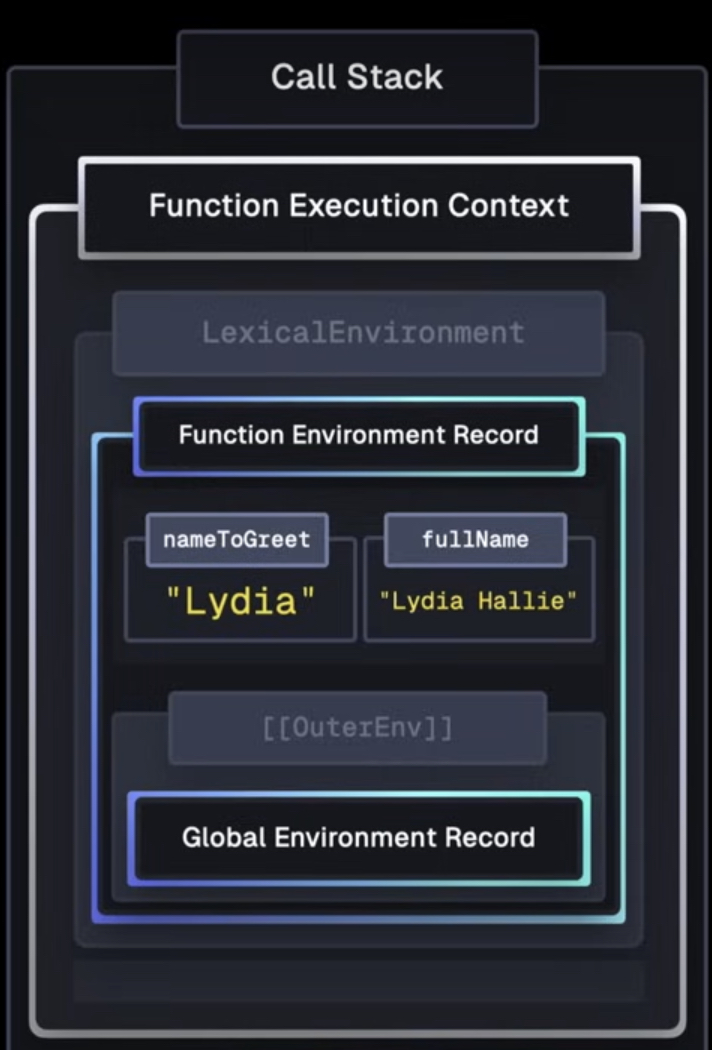 Call Stack
Function Execution Context
LexicalEnvironment
Function Environment Record
nameToGreet fullName
"Lydia" "Lydia Hallie"
[[OuterEnv]]
Global Environment Record